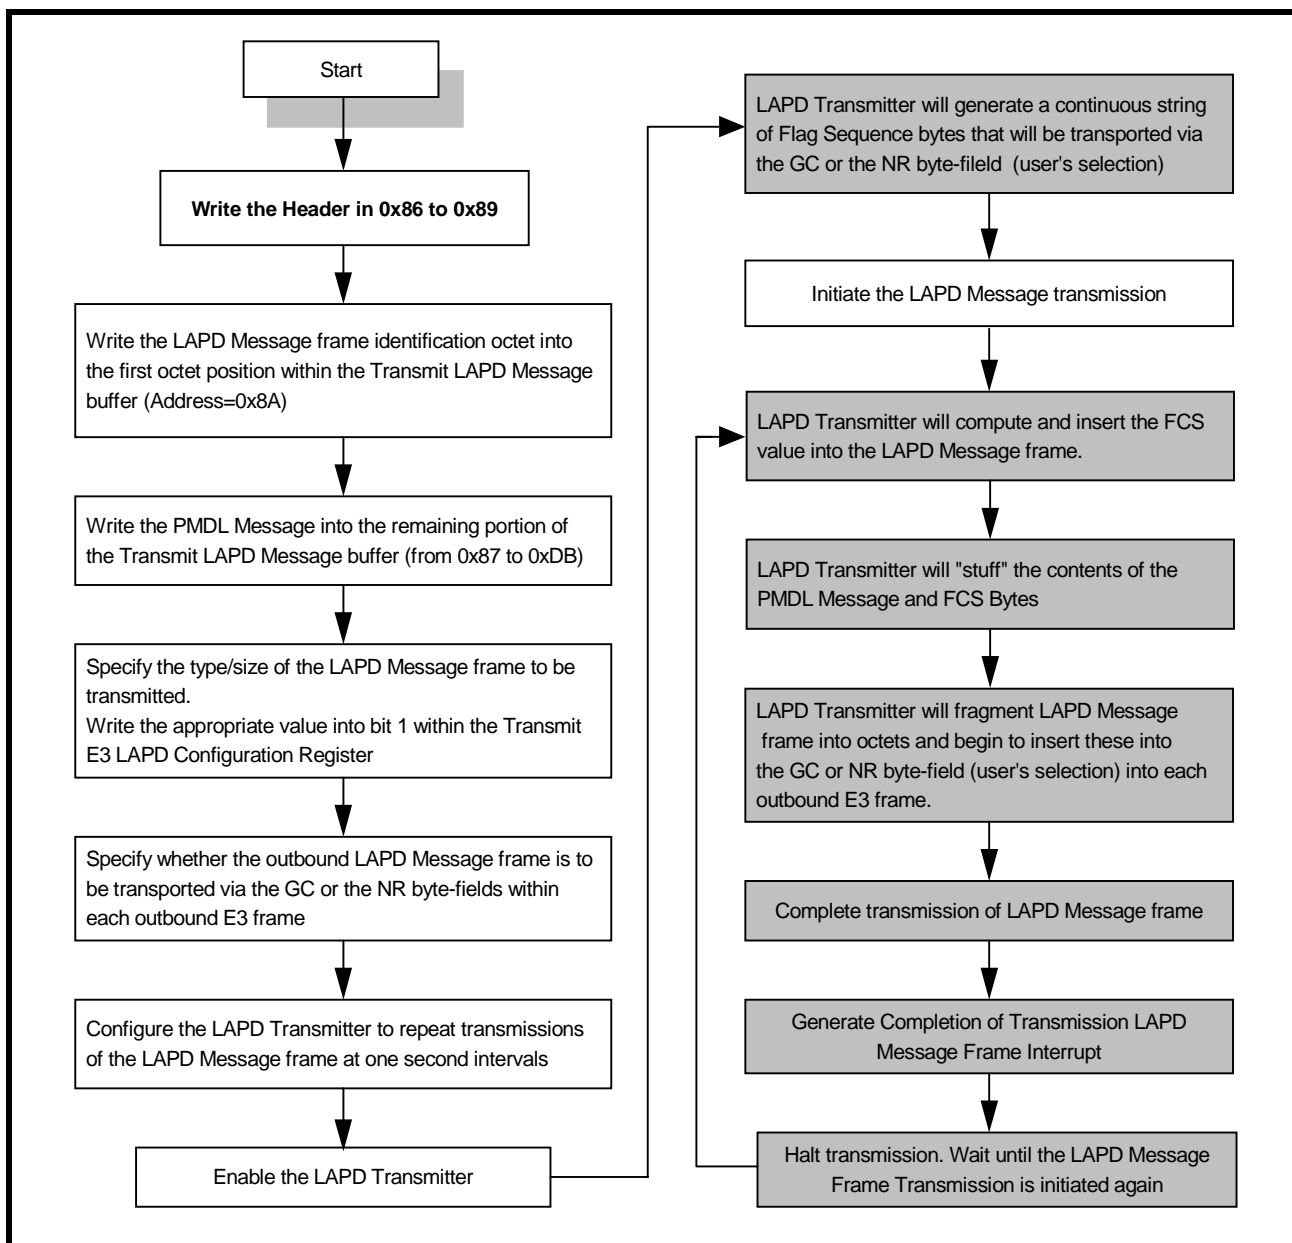 Start
Write the Header in 0x86 to 0x89
Write the LAPD Message frame identification octet into
the first octet position within the Transmit LAPD Message
buffer (Address=0x8A)
Write the PMDL Message into the remaining portion of
the Transmit LAPD Message buffer (from 0x87 to 0xDB)
Specify the type/size of the LAPD Message frame to be
transmitted.
Write the appropriate value into bit 1 within the Transmit
E3 LAPD Configuration Register
Specify whether the outbound LAPD Message frame is to
be transported via the GC or the NR byte-fields within
each outbound E3 frame
Configure the LAPD Transmitter to repeat transmissions
of the LAPD Message frame at one second intervals
Enable the LAPD Transmitter
LAPD Transmitter will generate a continuous string
of Flag Sequence bytes that will be transported via
the GC or the NR byte-fileld (user's selection)
Initiate the LAPD Message transmission
LAPD Transmitter will compute and insert the FCS
value into the LAPD Message frame.
LAPD Transmitter will "stuff" the contents of the
PMDL Message and FCS Bytes
LAPD Transmitter will fragment LAPD Message
frame into octets and begin to insert these into
the GC or NR byte-field (user's selection) into each
outbound E3 frame.
Complete transmission of LAPD Message frame
Generate Completion of Transmission LAPD
Message Frame Interrupt
Halt transmission. Wait until the LAPD Message
Frame Transmission is initiated again